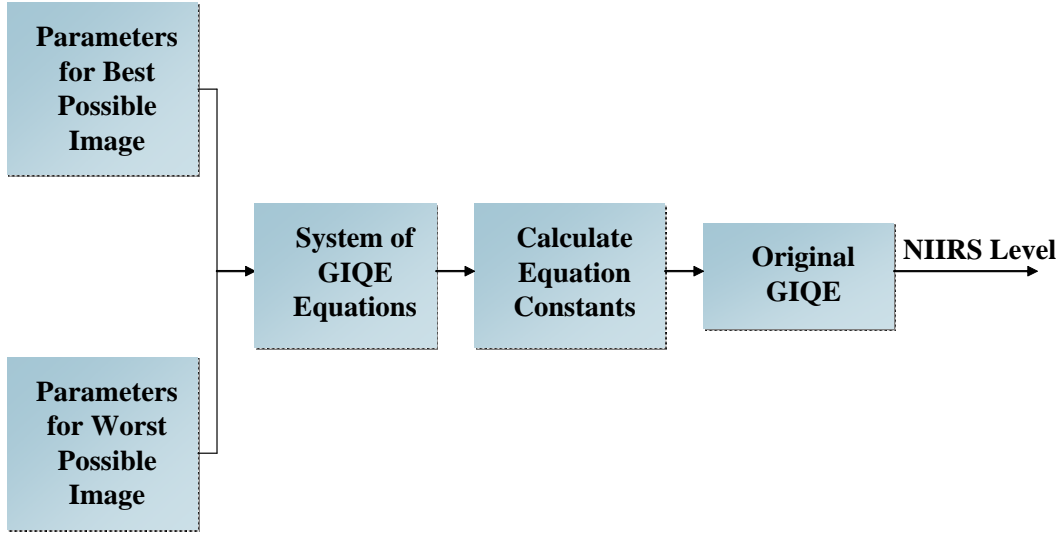 Parameters
for Best
Possible
Image
System of
GIQE
Equations
Calculate
Equation
Constants
Original
GIQE
NIIRS Level
Parameters
for Worst
Possible
Image